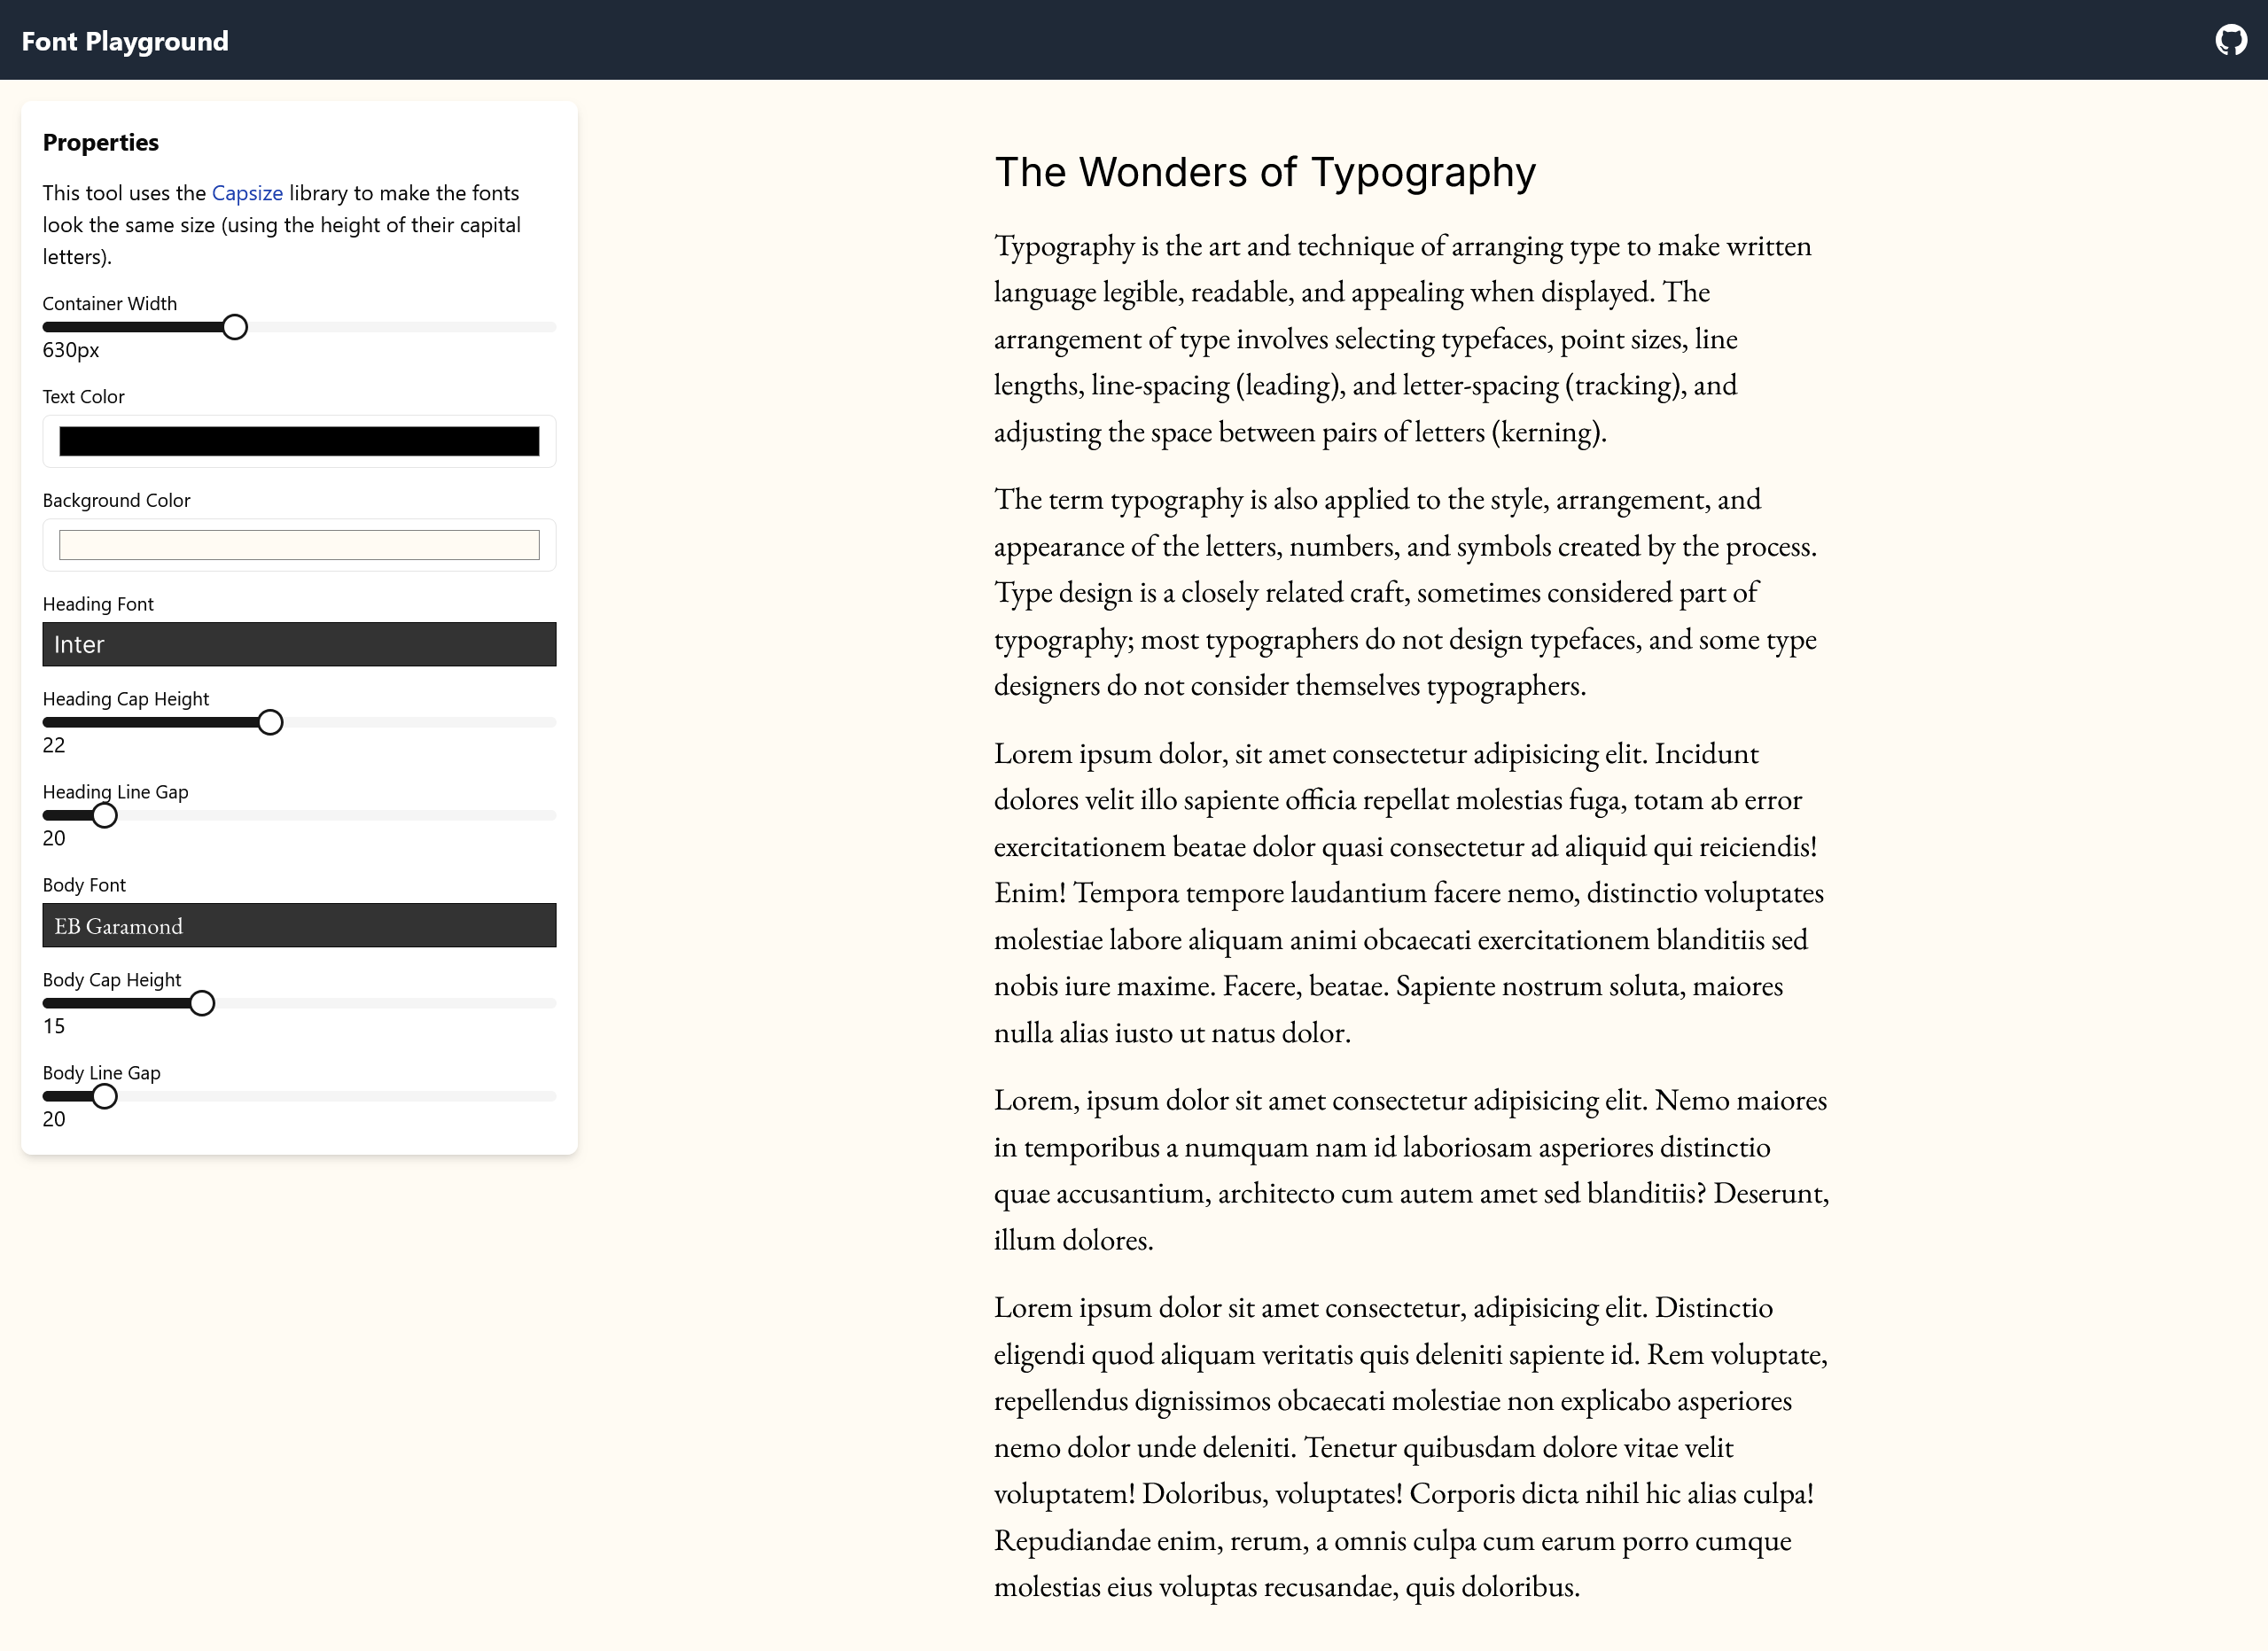 Font Playground
Properties
This tool uses the Capsize library to make the fonts
look the same size (using the height of their capital
letters).
Container Width
630px
Text Color
Background Color
Heading Font
Inter
Heading Cap Height
22
Heading Line Gap
20
Body Font
EB Garamond
Body Cap Height
15
Body Line Gap
20
The Wonders of Typography
Typography is the art and technique of arranging type to make written
language legible, readable, and appealing when displayed. The
arrangement of type involves selecting typefaces, point sizes, line
lengths, line-spacing (leading), and letter-spacing (tracking), and
adjusting the space between pairs of letters (kerning).
The term typography is also applied to the style, arrangement, and
appearance of the letters, numbers, and symbols created by the process.
Type design is a closely related craft, sometimes considered part of
typography; most typographers do not design typefaces, and some type
designers do not consider themselves typographers.
Lorem ipsum dolor, sit amet consectetur adipisicing elit. Incidunt
dolores velit illo sapiente officia repellat molestias fuga, totam ab error
exercitationem beatae dolor quasi consectetur ad aliquid qui reiciendis!
Enim! Tempora tempore laudantium facere nemo, distinctio voluptates
molestiae labore aliquam animi obcaecati exercitationem blanditiis sed
nobis iure maxime. Facere, beatae. Sapiente nostrum soluta, maiores
nulla alias iusto ut natus dolor.
Lorem, ipsum dolor sit amet consectetur adipisicing elit. Nemo maiores
in temporibus a numquam nam id laboriosam asperiores distinctio
quae accusantium, architecto cum autem amet sed blanditiis? Deserunt,
illum dolores.
Lorem ipsum dolor sit amet consectetur, adipisicing elit. Distinctio
eligendi quod aliquam veritatis quis deleniti sapiente id. Rem voluptate,
repellendus dignissimos obcaecati molestiae non explicabo asperiores
nemo dolor unde deleniti. Tenetur quibusdam dolore vitae velit
voluptatem! Doloribus, voluptates! Corporis dicta nihil hic alias culpa!
Repudiandae enim, rerum, a omnis culpa cum earum porro cumque
molestias eius voluptas recusandae, quis doloribus.